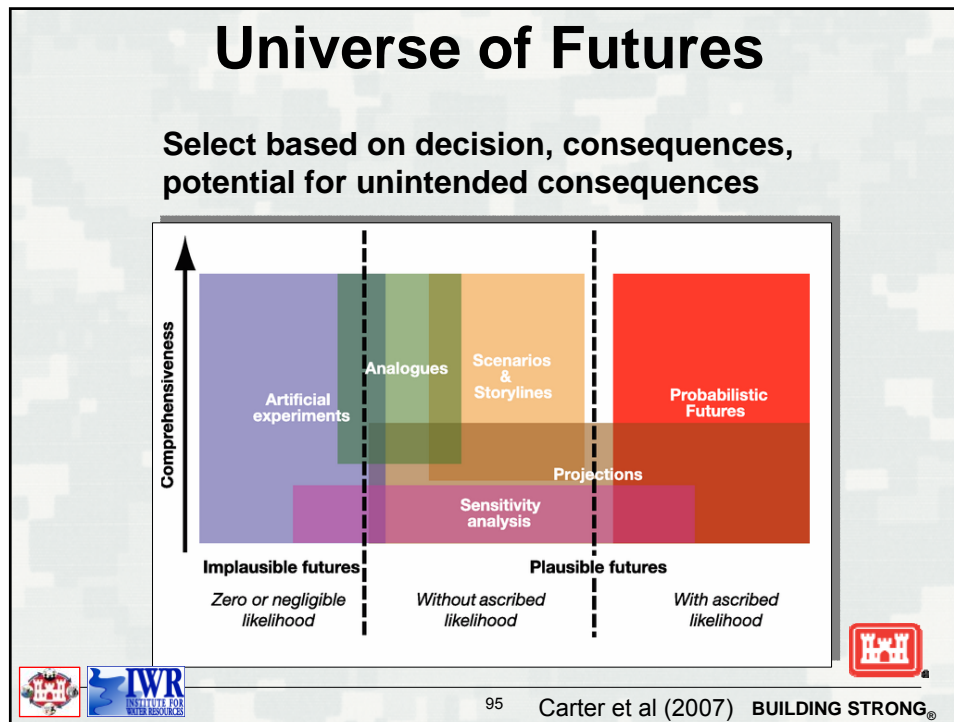 Universe of Futures
Select based on decision, consequences,
potential for unintended consequences
Comprehensiveness
Artificial
experiments
Analogues
Scenarios
&
Storylines
Probabilistic
Futures
Projections
Sensitivity
analysis
Implausible futures
Plausible futures
Zero or negligible
likelihood
Without ascribed
likelihood
With ascribed
likelihood
IWR
INSTITUTE FOR
WATER RESOURCES
95
Carter et al (2007)
BUILDING STRONG®